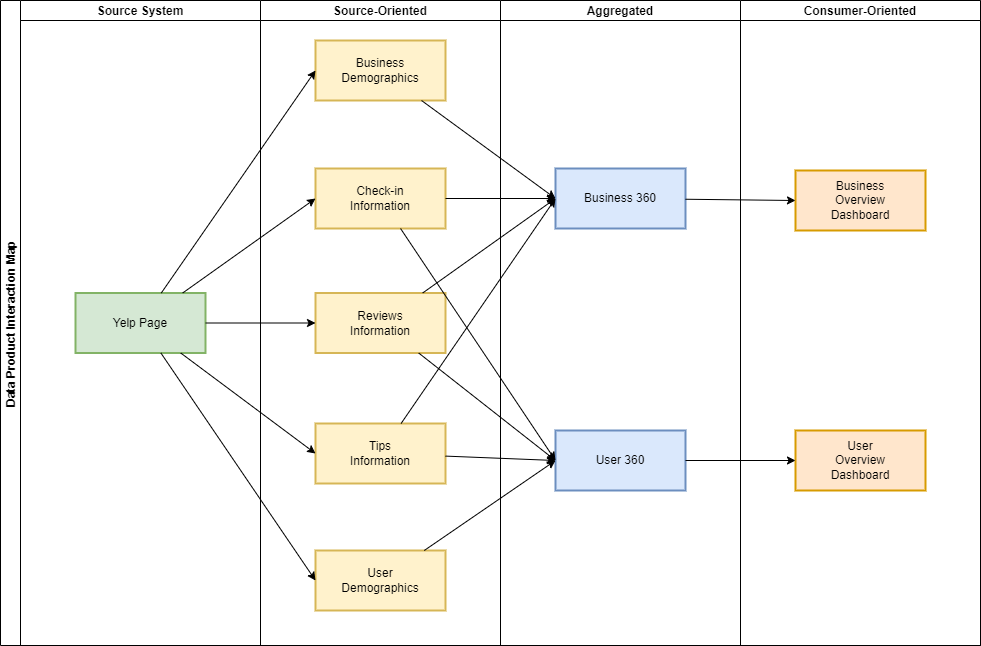 Data Product Interaction Map
Source System
Source-Oriented
Aggregated
Consumer-Oriented
Yelp Page
Business
Demographics
Check-in
Information
Reviews
Information
Tips
Information
User
Demographics
Business 360
User 360
Business
Overview
Dashboard
User
Overview
Dashboard